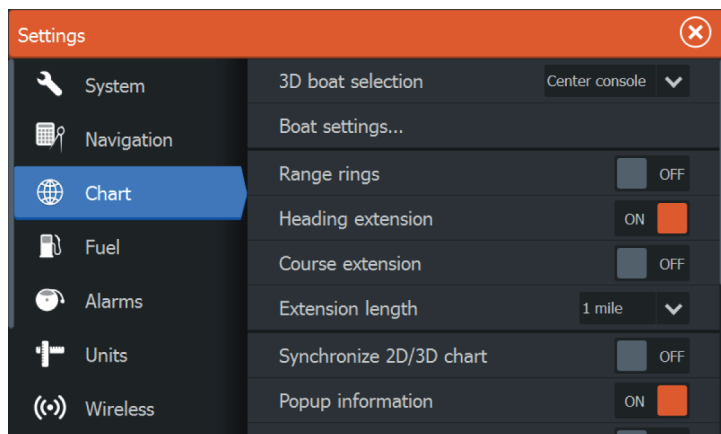 Settings
System
Navigation
Chart
Fuel
Alarms
Units
Wireless
3D boat selection Center console
Boat settings...
Range rings OFF
Heading extension ON
Course extension OFF
Extension length 1 mile
Synchronize 2D/3D chart OFF
Popup information ON